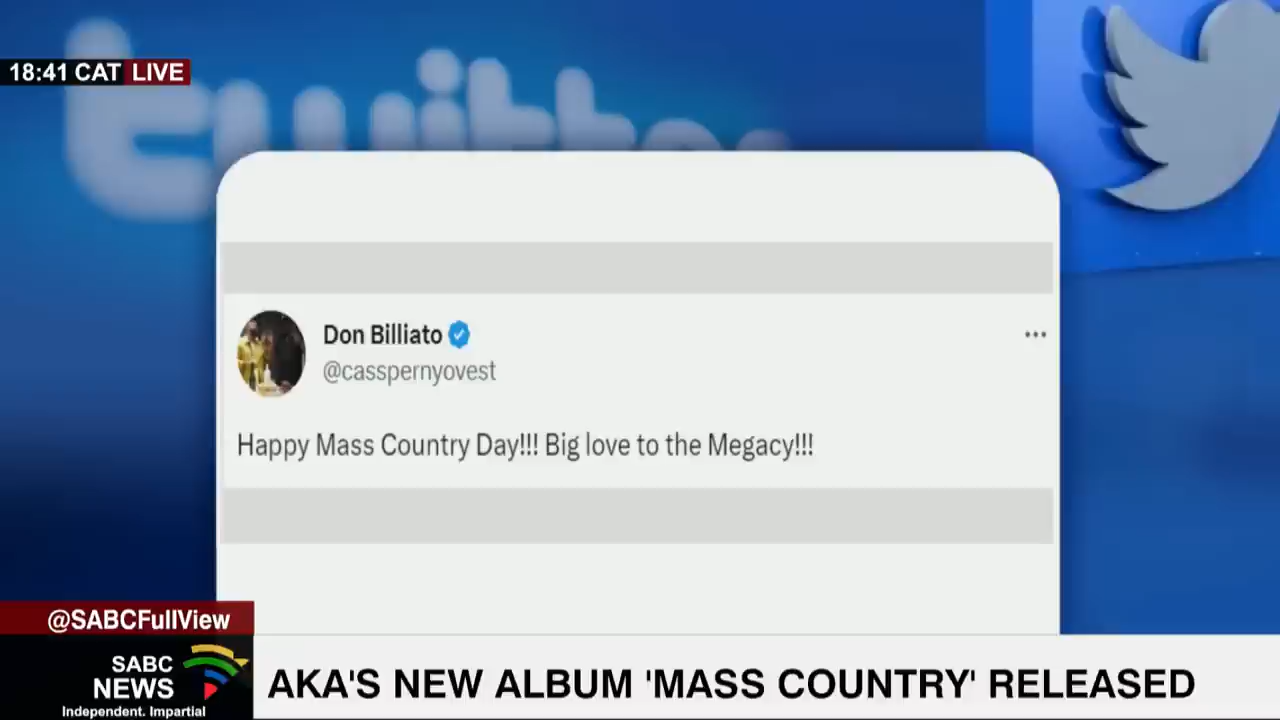 18:41 CAT LIVE
twitter
Don Billiato
@casspernyovest
Happy Mass Country Day!!! Big love to the Megacy!!!
@SABCFullView
SABC
NEWS
Independent. Impartial
AKA'S NEW ALBUM 'MASS COUNTRY' RELEASED